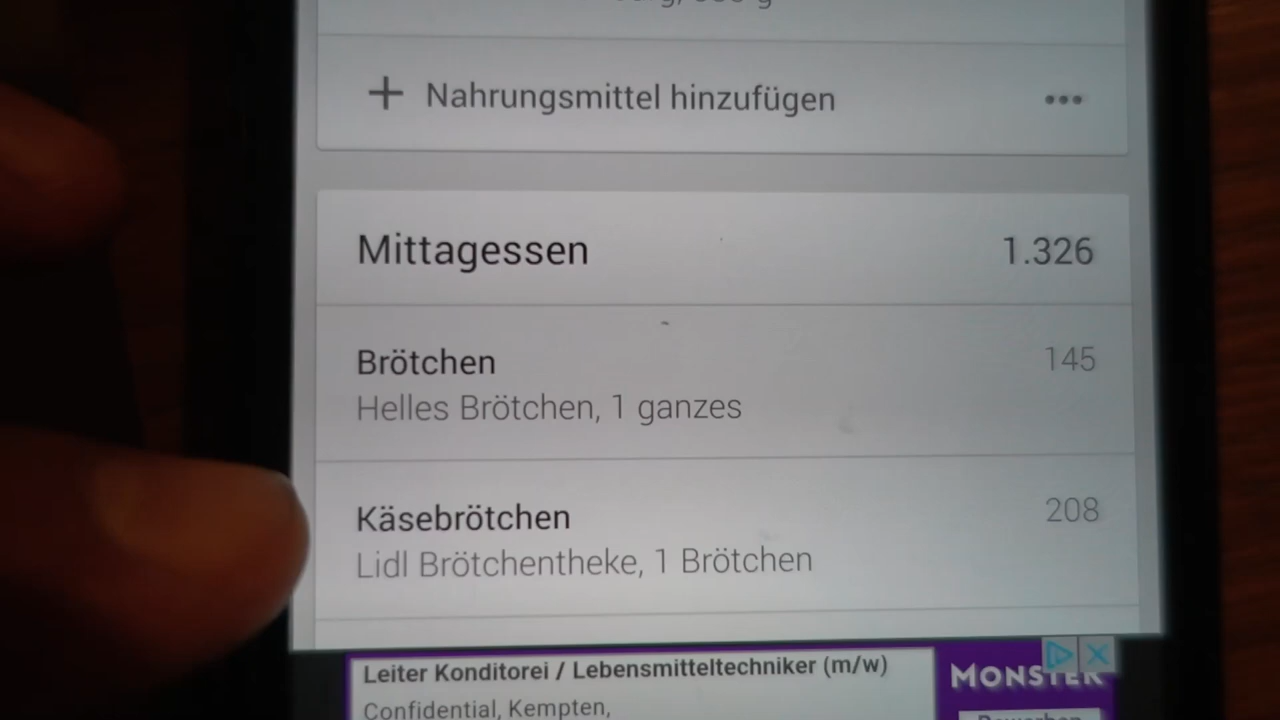 + Nahrungsmittel hinzufügen
Mittagessen 1.326
Brötchen 145
Helles Brötchen, 1 ganzes
Käsebrötchen 208
Lidl Brötchentheke, 1 Brötchen
Leiter Konditorei / Lebensmitteltechniker (m/w)
MONSTER
Confidential, Kempten,
Bewerben